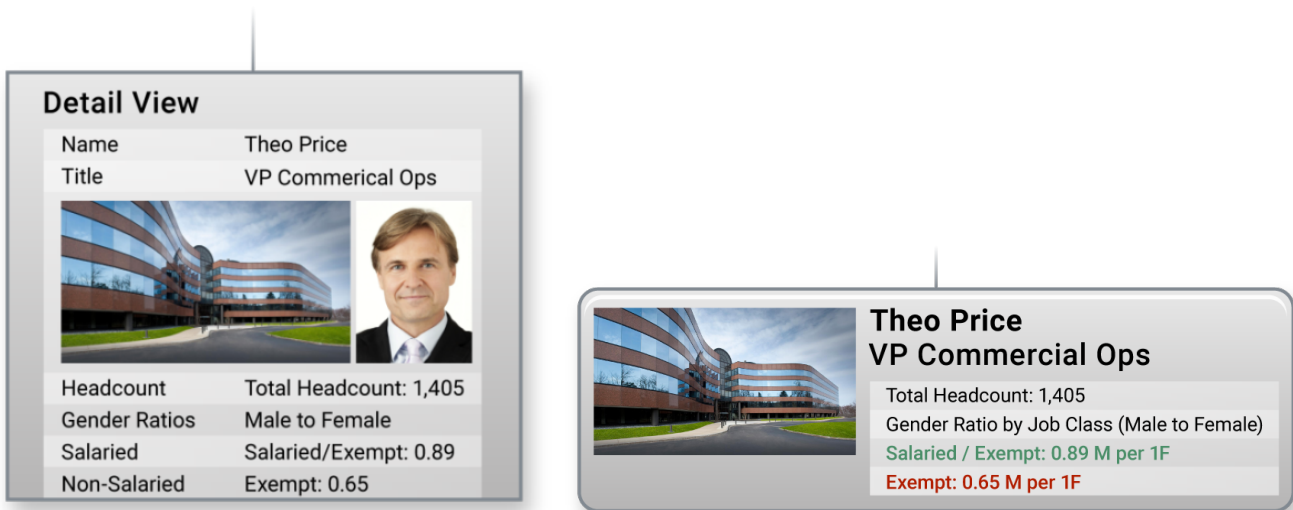 Detail View
Name Theo Price
Title VP Commerical Ops
Headcount Total Headcount: 1,405
Gender Ratios Male to Female
Salaried Salaried/Exempt: 0.89
Non-Salaried Exempt: 0.65
Theo Price
VP Commercial Ops
Total Headcount: 1,405
Gender Ratio by Job Class (Male to Female)
Salaried / Exempt: 0.89 M per 1F
Exempt: 0.65 M per 1F